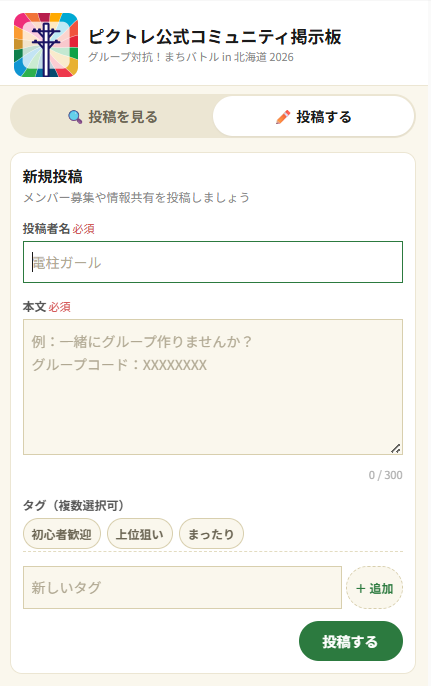 ピクトレ公式コミュニティ掲示板
グループ対抗！まちバトル in 北海道 2026
投稿を見る
投稿する
新規投稿
メンバー募集や情報共有を投稿しましょう
投稿者名 必須
電柱ガール
本文 必須
例：一緒にグループ作りませんか？
グループコード：XXXXXXXX
0 / 300
タグ（複数選択可）
初心者歓迎 上位狙い まったり
新しいタグ
＋ 追加
投稿する